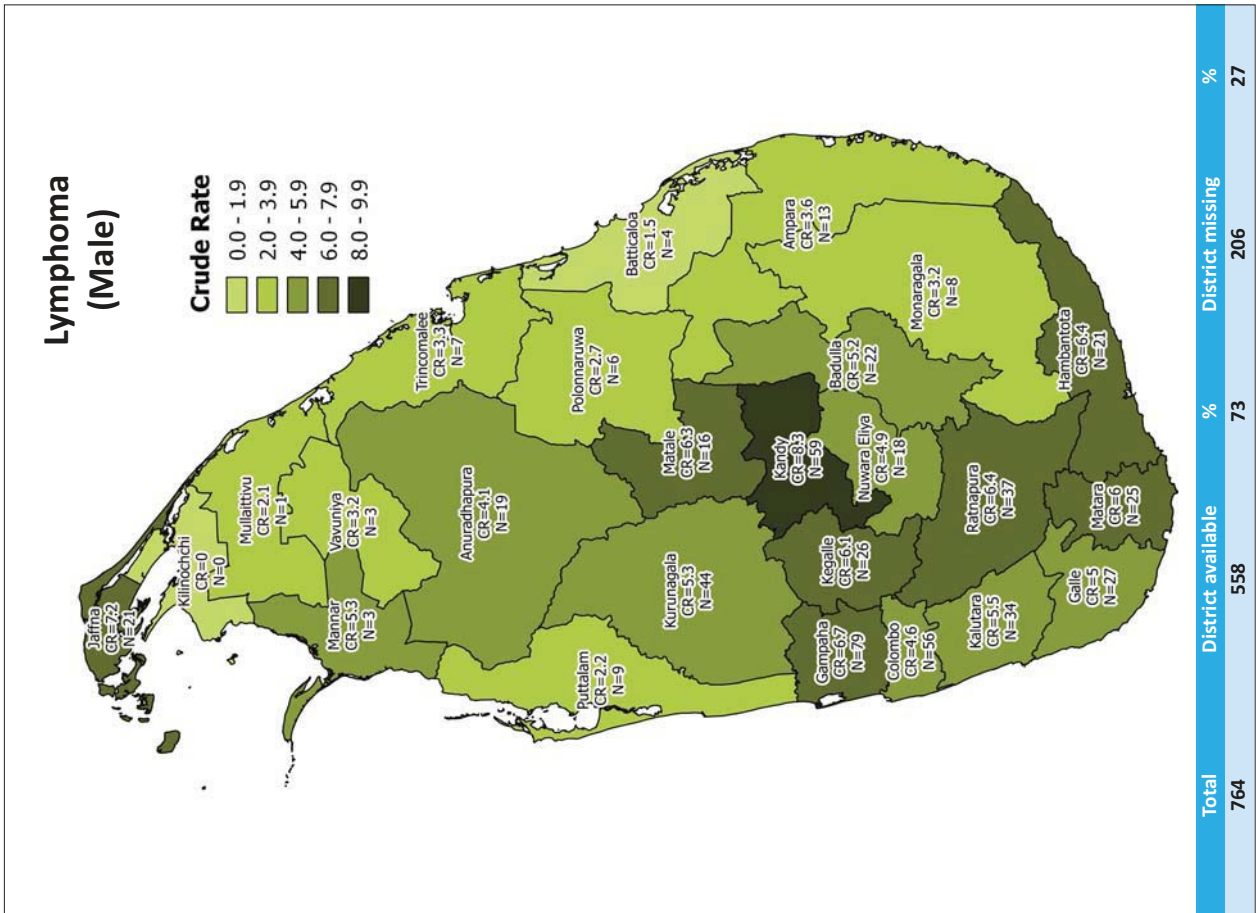 Lymphoma
(Male)
Crude Rate
0.0 - 1.9
2.0 - 3.9
4.0 - 5.9
6.0 - 7.9
8.0 - 9.9
Jaffna
CR=7.2
N=21
Kilinochchi
CR=0
N=0
Mullaittivu
CR=2.1
N=1
Mannar
CR=5.3
N=3
Vavuniya
CR=3.2
N=3
Trincomalee
CR=3.3
N=7
Anuradhapura
CR=4.1
N=19
Polonnaruwa
CR=2.7
N=6
Puttalam
CR=2.2
N=9
Batticaloa
CR=1.5
N=4
Kurunagala
CR=5.3
N=44
Matale
CR=6.3
N=16
Kandy
CR=8.3
N=59
Ampara
CR=3.6
N=13
Gampaha
CR=6.7
N=79
Kegalle
CR=6.1
N=26
Badulla
CR=5.2
N=22
Nuwara Eliya
CR=4.9
N=18
Colombo
CR=4.6
N=56
Monaragala
CR=3.2
N=8
Kalutara
CR=5.5
N=34
Ratnapura
CR=6.4
N=37
Hambantota
CR=6.4
N=21
Galle
CR=5
N=27
Matara
CR=6
N=25
Total District available % District missing %
764 558 73 206 27